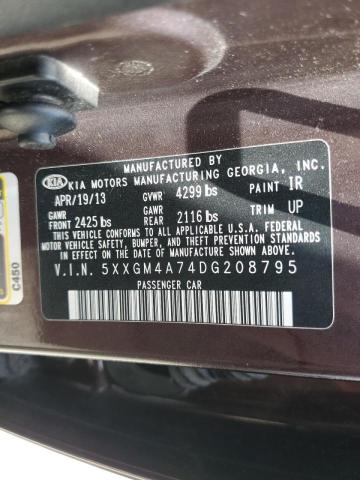 MANUFACTURED BY
KIA KIA MOTORS MANUFACTURING GEORGIA, INC.
APR/19/13 GVWR 4299 lbs PAINT IR
GAWR FRONT 2425 lbs GAWR REAR 2116 lbs TRIM UP
THIS VEHICLE CONFORMS TO ALL APPLICABLE U.S.A. FEDERAL
MOTOR VEHICLE SAFETY, BUMPER, AND THEFT PREVENTION STANDARDS
IN EFFECT ON THE DATE OF MANUFACTURE SHOWN ABOVE.
V.I.N. 5XXGM4A74DG208795
PASSENGER CAR
C450